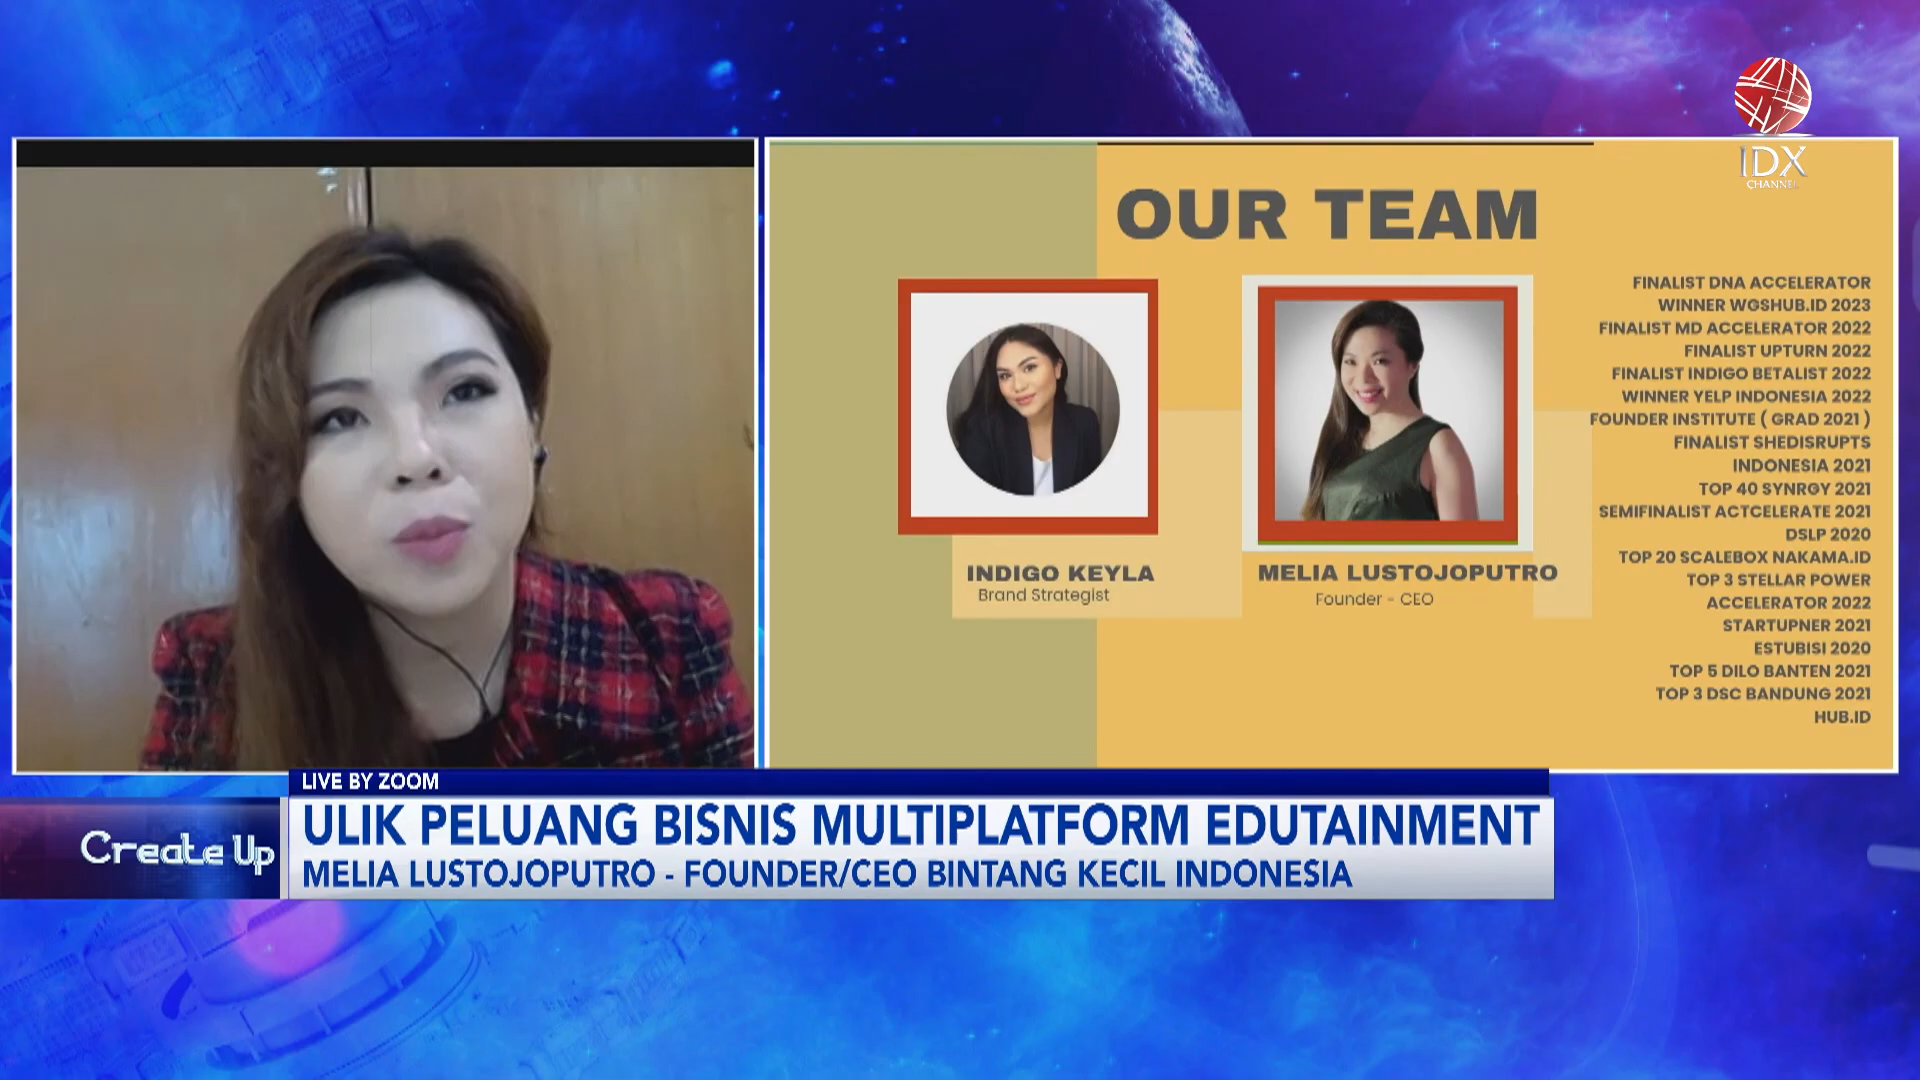 IDX
CHANNEL
OUR TEAM
INDIGO KEYLA
Brand Strategist
MELIA LUSTOJOPUTRO
Founder - CEO
FINALIST DNA ACCELERATOR
WINNER WGSHUB.ID 2023
FINALIST MD ACCELERATOR 2022
FINALIST UPTURN 2022
FINALIST INDIGO BETALIST 2022
WINNER YELP INDONESIA 2022
FOUNDER INSTITUTE ( GRAD 2021 )
FINALIST SHEDISRUPTS
INDONESIA 2021
TOP 40 SYNRGY 2021
SEMIFINALIST ACTCELERATE 2021
DSLP 2020
TOP 20 SCALEBOX NAKAMA.ID
TOP 3 STELLAR POWER
ACCELERATOR 2022
STARTUPNER 2021
ESTUBISI 2020
TOP 5 DILO BANTEN 2021
TOP 3 DSC BANDUNG 2021
HUB.ID
LIVE BY ZOOM
Create Up
ULIK PELUANG BISNIS MULTIPLATFORM EDUTAINMENT
MELIA LUSTOJOPUTRO - FOUNDER/CEO BINTANG KECIL INDONESIA